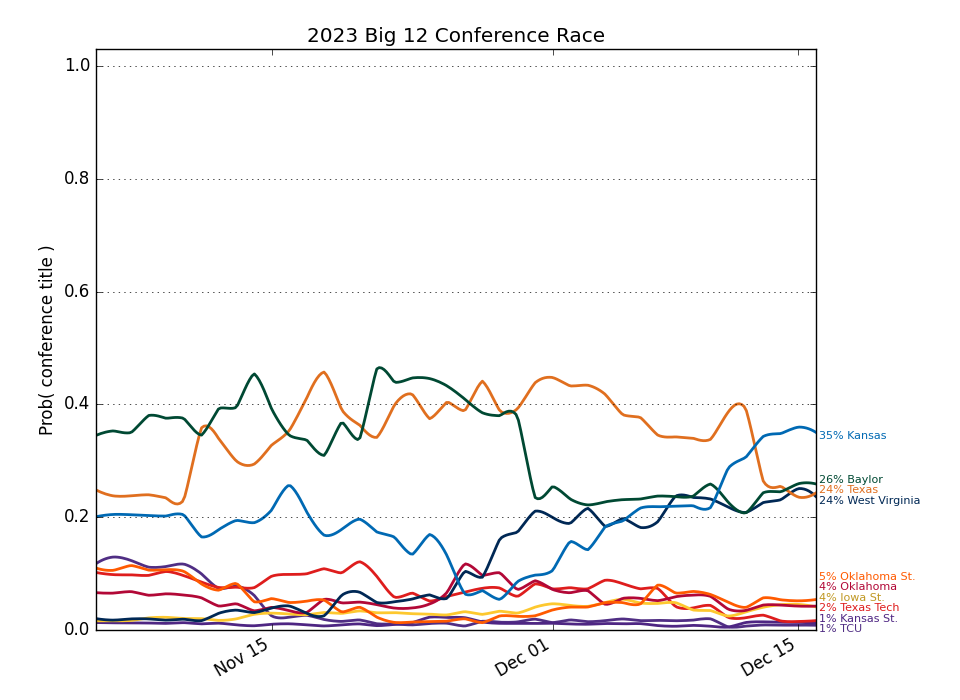 2023 Big 12 Conference Race
Prob( conference title )
1.0
0.8
0.6
0.4
0.2
0.0
Nov 15
Dec 01
Dec 15
35% Kansas
26% Baylor
24% Texas
24% West Virginia
5% Oklahoma St.
4% Oklahoma
4% Iowa St.
2% Texas Tech
1% Kansas St.
1% TCU